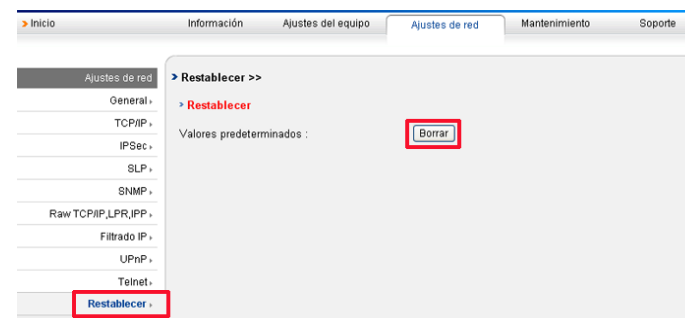 > Inicio
Información
Ajustes del equipo
Ajustes de red
Mantenimiento
Soporte
Ajustes de red
General
TCP/IP
IPSec
SLP
SNMP
Raw TCP/IP,LPR,IPP
Filtrado IP
UPnP
Telnet
Restablecer
> Restablecer >>
> Restablecer
Valores predeterminados :
Borrar